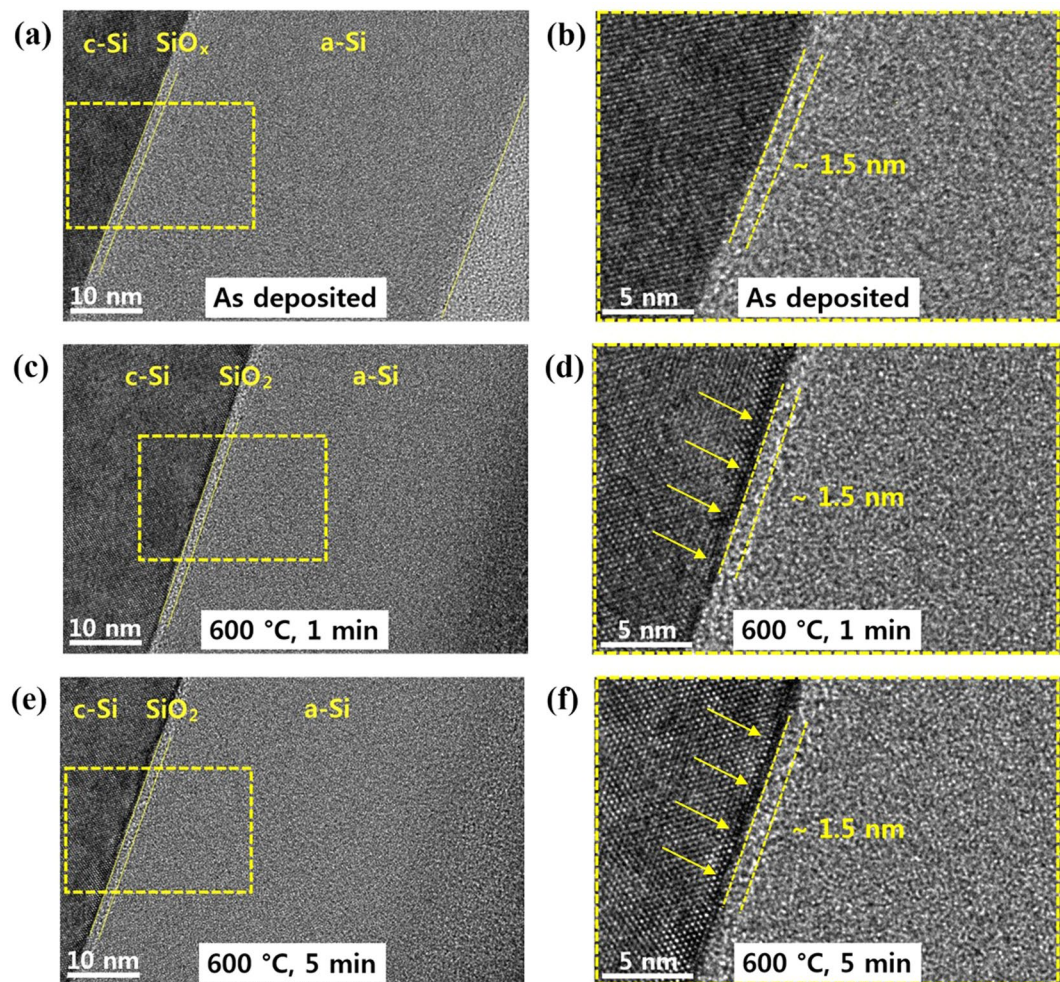 (a)
c-Si SiOₓ a-Si
10 nm
As deposited
(b)
~ 1.5 nm
5 nm
As deposited
(c)
c-Si SiO₂ a-Si
10 nm
600 °C, 1 min
(d)
~ 1.5 nm
5 nm
600 °C, 1 min
(e)
c-Si SiO₂ a-Si
10 nm
600 °C, 5 min
(f)
~ 1.5 nm
5 nm
600 °C, 5 min